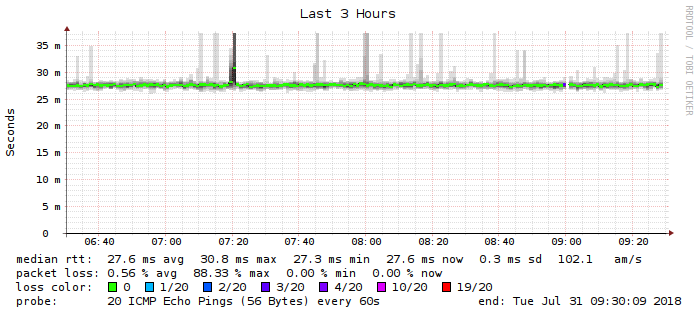 Last 3 Hours
RRDTOOL / TOBI OETIKER
Seconds
35 m
30 m
25 m
20 m
15 m
10 m
5 m
0
06:40 07:00 07:20 07:40 08:00 08:20 08:40 09:00 09:20
median rtt: 27.6 ms avg 30.8 ms max 27.3 ms min 27.6 ms now 0.3 ms sd 102.1 am/s
packet loss: 0.56 % avg 88.33 % max 0.00 % min 0.00 % now
loss color: 0 1/20 2/20 3/20 4/20 10/20 19/20
probe: 20 ICMP Echo Pings (56 Bytes) every 60s end: Tue Jul 31 09:30:09 2018